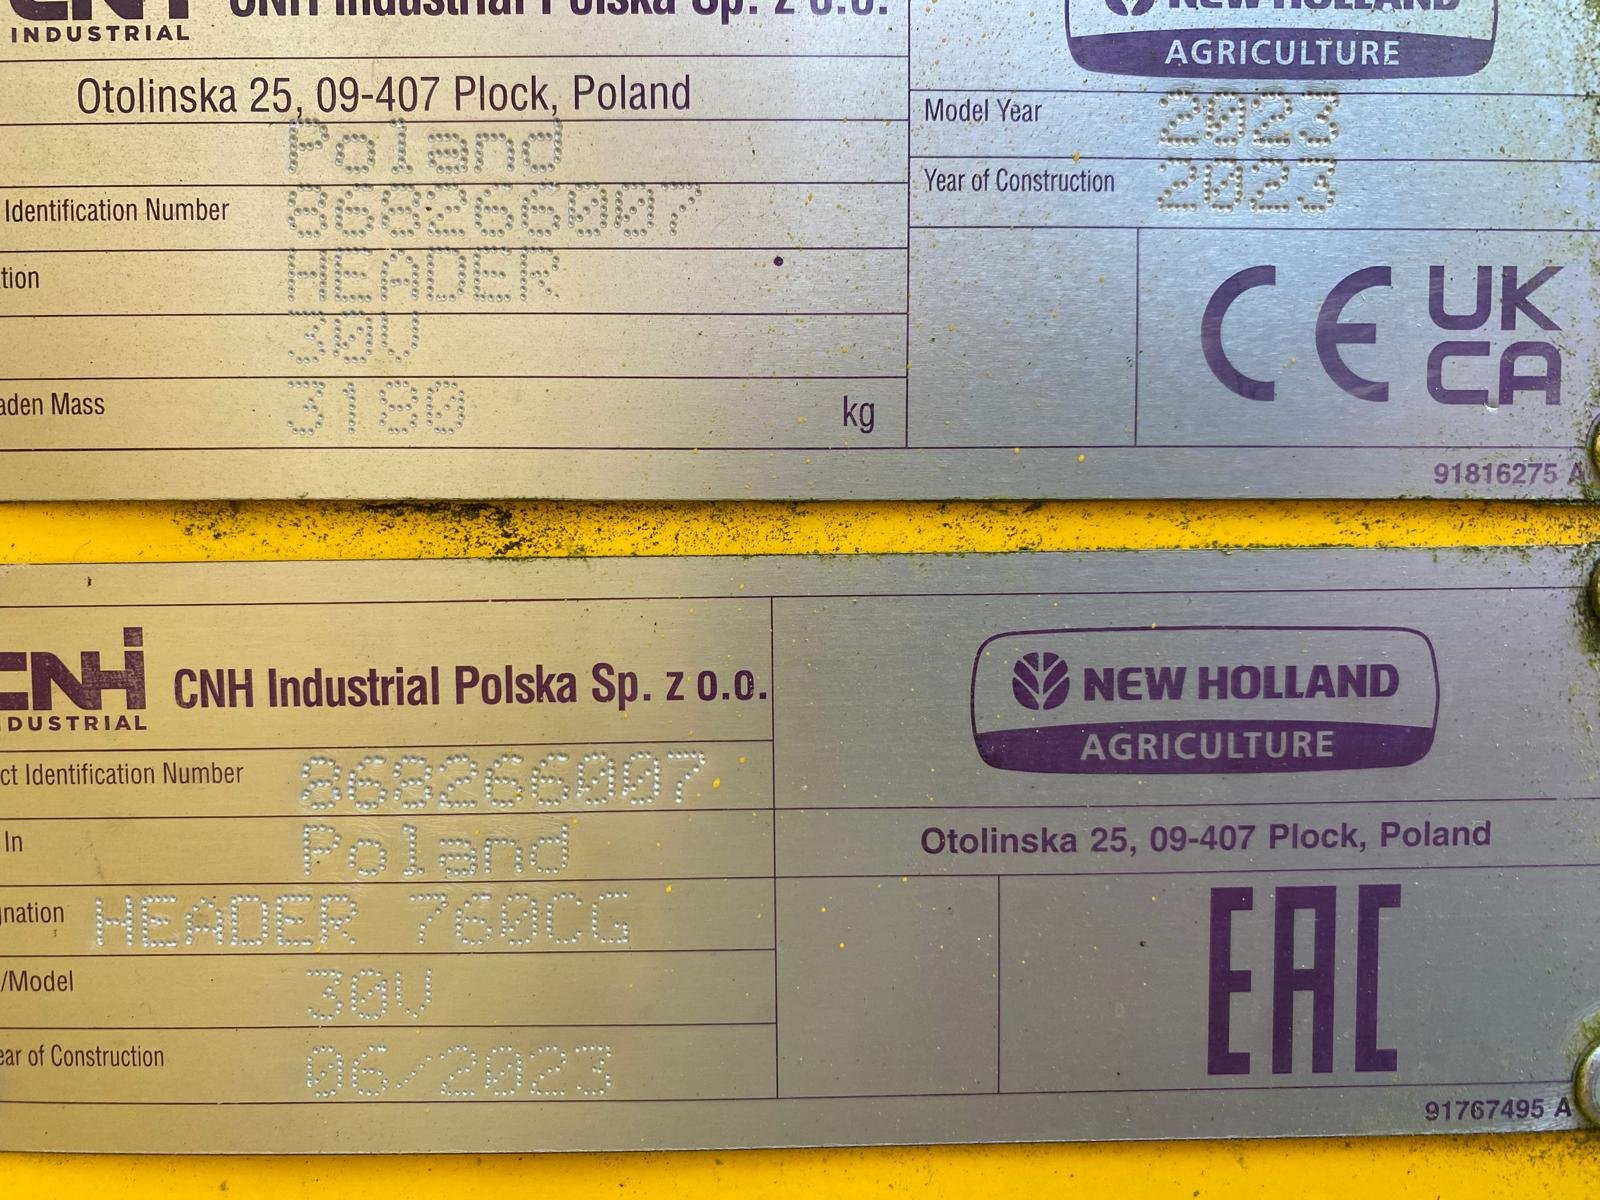 CNH Industrial Polska Sp. z o.o.
INDUSTRIAL
Otolinska 25, 09-407 Plock, Poland
Poland
Identification Number 868266007
tion HEADER
30V
aden Mass 3180 kg
NEW HOLLAND
AGRICULTURE
Model Year 2023
Year of Construction 2023
CE UK
CA
91816275 A
CNH
DUSTRIAL
CNH Industrial Polska Sp. z o.o.
ct Identification Number 868266007
In Poland
gnation HEADER 760CG
/Model 30V
ear of Construction 06/2023
NEW HOLLAND
AGRICULTURE
Otolinska 25, 09-407 Plock, Poland
EAC
91767495 A